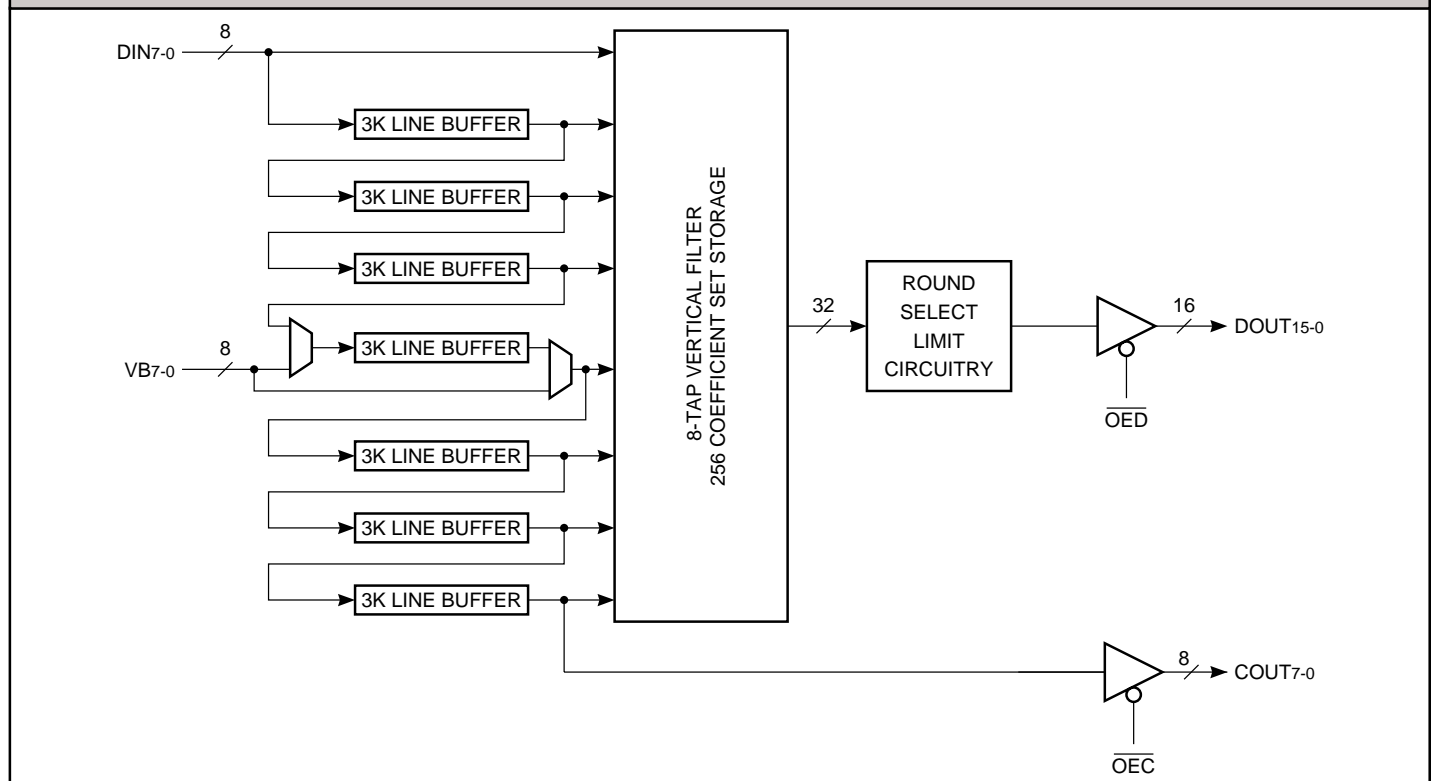 8
DIN7-0
3K LINE BUFFER
3K LINE BUFFER
3K LINE BUFFER
8
VB7-0
3K LINE BUFFER
3K LINE BUFFER
3K LINE BUFFER
3K LINE BUFFER
8-TAP VERTICAL FILTER
256 COEFFICIENT SET STORAGE
32
ROUND
SELECT
LIMIT
CIRCUITRY
16
DOUT15-0
OED
8
COUT7-0
OEC